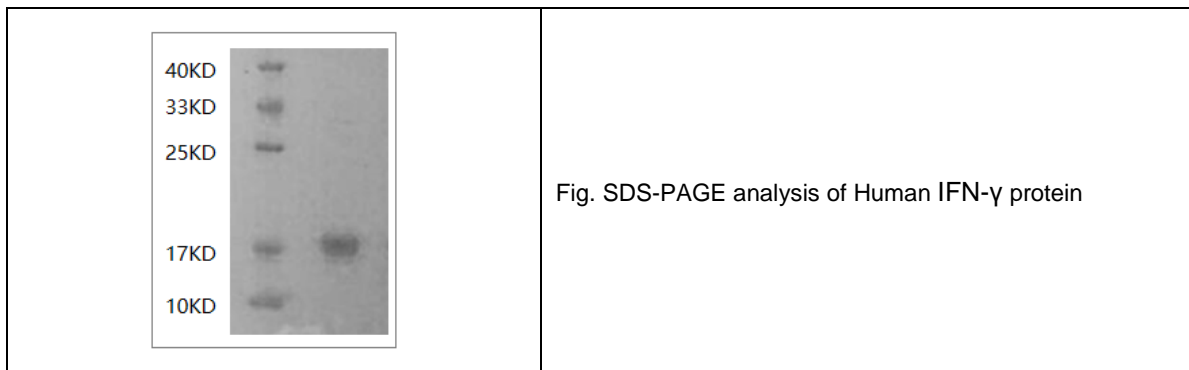 40KD
33KD
25KD
17KD
10KD
Fig. SDS-PAGE analysis of Human IFN-γ protein